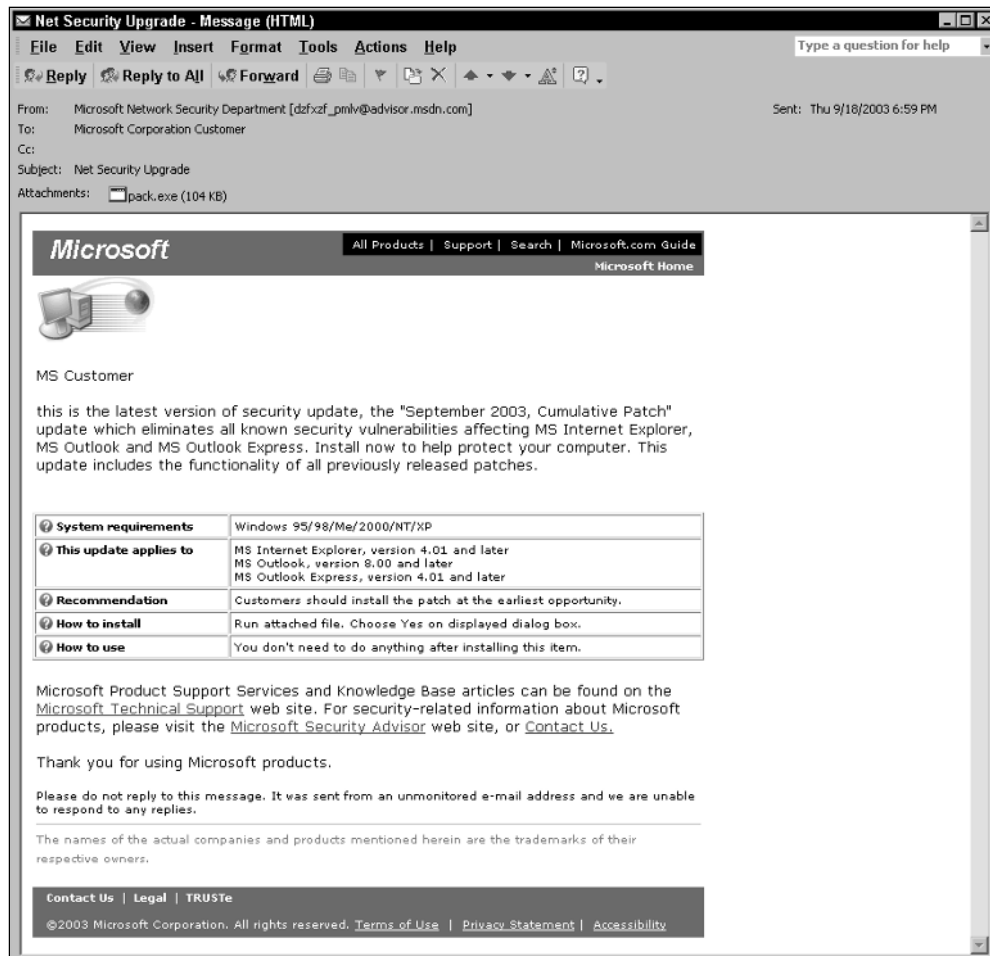 Net Security Upgrade - Message (HTML)
File Edit View Insert Format Tools Actions Help
Type a question for help
Reply Reply to All Forward
From: Microsoft Network Security Department [dzfxzf_pmlv@advisor.msdn.com]
Sent: Thu 9/18/2003 6:59 PM
To: Microsoft Corporation Customer
Cc:
Subject: Net Security Upgrade
Attachments: pack.exe (104 KB)
Microsoft
All Products | Support | Search | Microsoft.com Guide
Microsoft Home
MS Customer
this is the latest version of security update, the "September 2003, Cumulative Patch"
update which eliminates all known security vulnerabilities affecting MS Internet Explorer,
MS Outlook and MS Outlook Express. Install now to help protect your computer. This
update includes the functionality of all previously released patches.
System requirements Windows 95/98/Me/2000/NT/XP
This update applies to MS Internet Explorer, version 4.01 and later
MS Outlook, version 8.00 and later
MS Outlook Express, version 4.01 and later
Recommendation Customers should install the patch at the earliest opportunity.
How to install Run attached file. Choose Yes on displayed dialog box.
How to use You don't need to do anything after installing this item.
Microsoft Product Support Services and Knowledge Base articles can be found on the
Microsoft Technical Support web site. For security-related information about Microsoft
products, please visit the Microsoft Security Advisor web site, or Contact Us.
Thank you for using Microsoft products.
Please do not reply to this message. It was sent from an unmonitored e-mail address and we are unable
to respond to any replies.
The names of the actual companies and products mentioned herein are the trademarks of their
respective owners.
Contact Us | Legal | TRUSTe
©2003 Microsoft Corporation. All rights reserved. Terms of Use | Privacy Statement | Accessibility